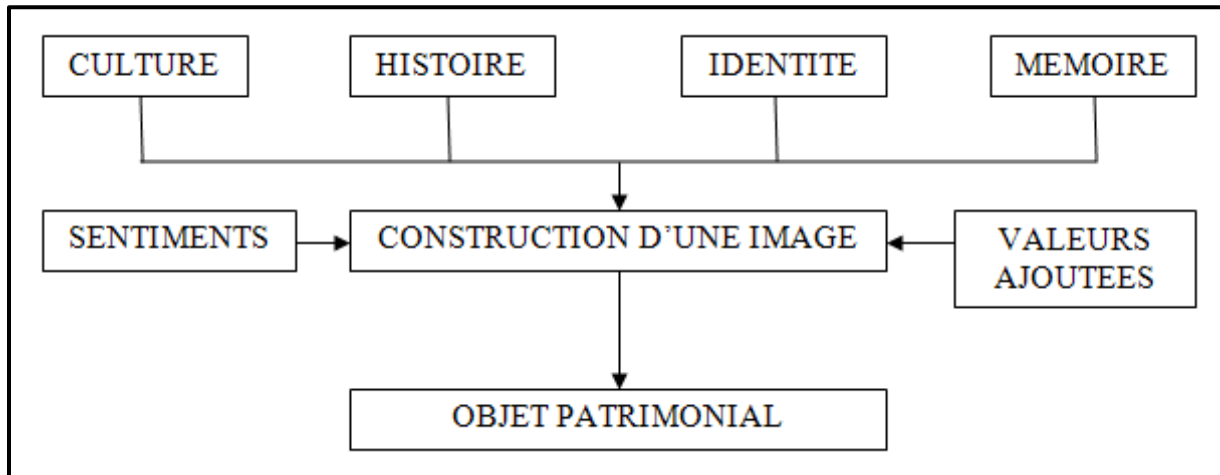 CULTURE
HISTOIRE
IDENTITE
MEMOIRE
SENTIMENTS
CONSTRUCTION D’UNE IMAGE
VALEURS
AJOUTEES
OBJET PATRIMONIAL